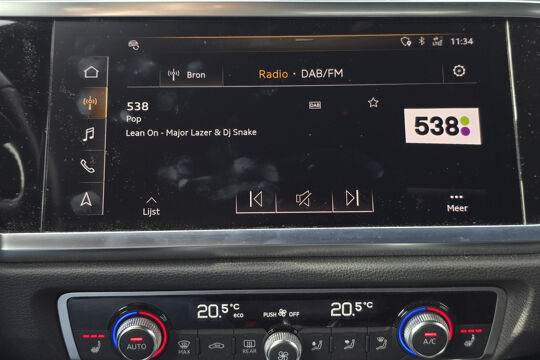 11:34
Bron
Radio · DAB/FM
538
DAB
Pop
Lean On - Major Lazer & Dj Snake
538
Lijst
Meer
20.5°C
eco
PUSH OFF
20.5°C
AUTO
MAX
REAR
A/C